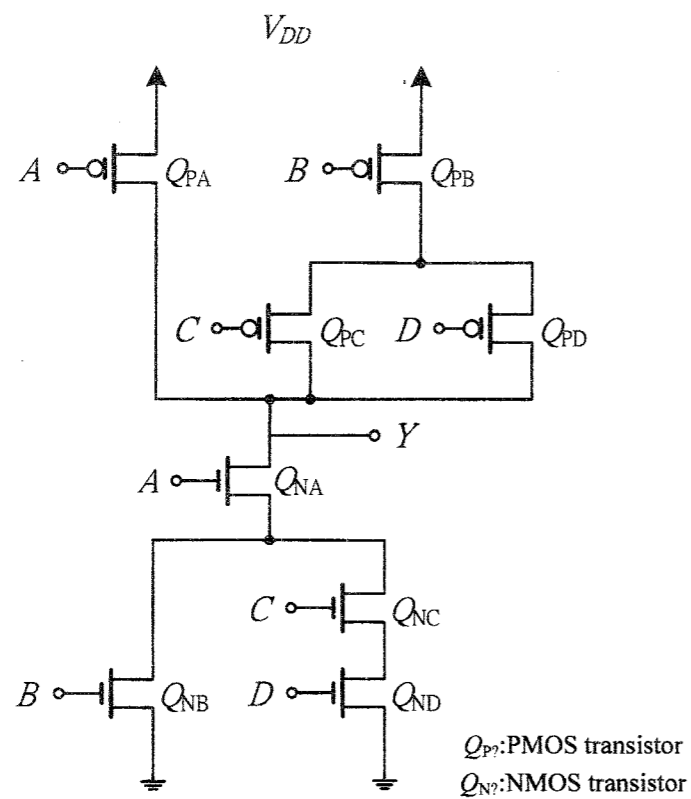 V_DD
A Q_PA B Q_PB
C Q_PC D Q_PD
Y
A Q_NA
C Q_NC
B Q_NB D Q_ND
Q_P?:PMOS transistor
Q_N?:NMOS transistor